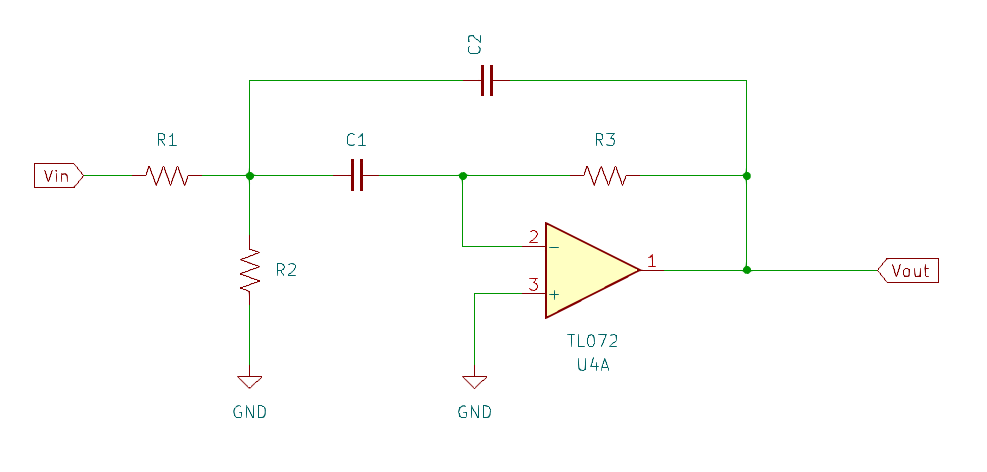 C2
R1
C1
R3
Vin
2
−
1
R2
Vout
3
+
TL072
U4A
GND
GND